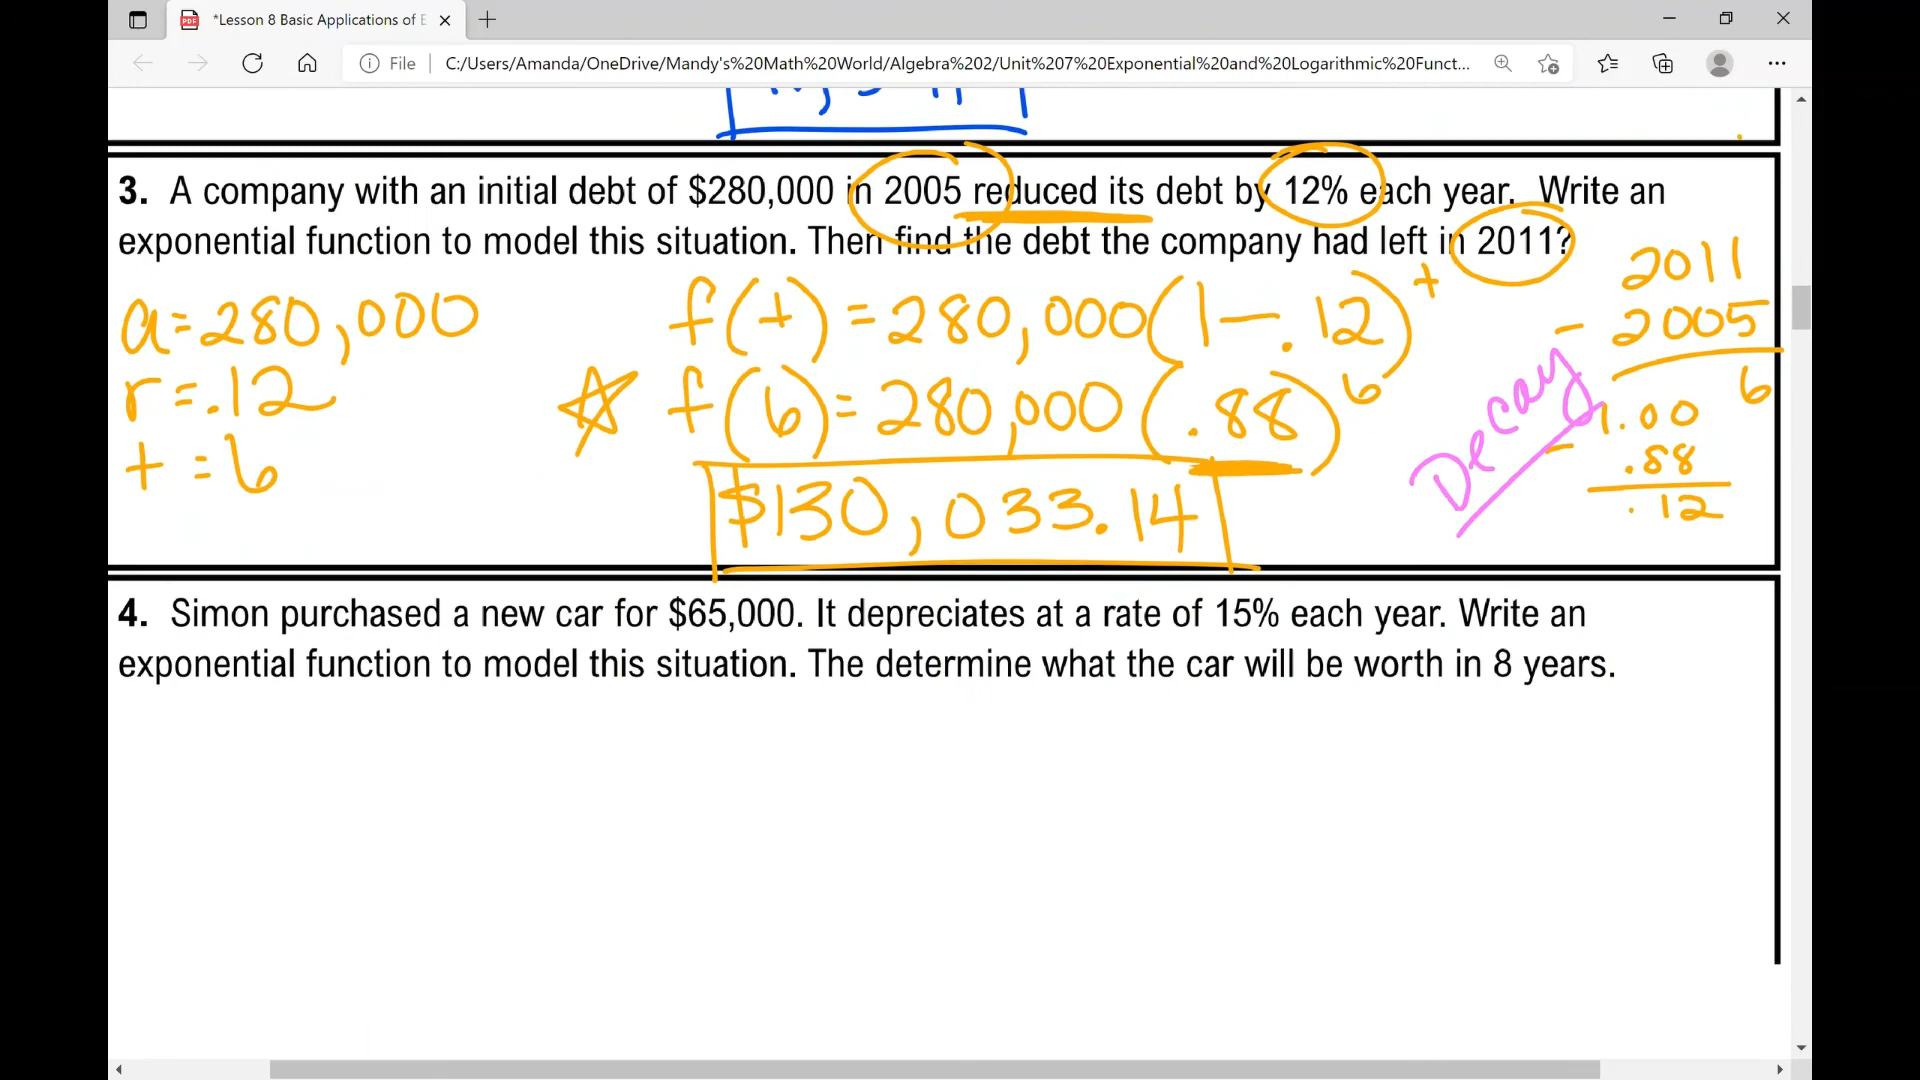 *Lesson 8 Basic Applications of E
File
C:/Users/Amanda/OneDrive/Mandy's%20Math%20World/Algebra%202/Unit%207%20Exponential%20and%20Logarithmic%20Funct...
3. A company with an initial debt of $280,000 in 2005 reduced its debt by 12% each year. Write an
exponential function to model this situation. Then find the debt the company had left in 2011?
a=280,000
r=.12
t=6
f(t)=280,000(1-.12)^t
f(6)=280,000(.88)^6
$130,033.14
Decay
2011
- 2005
6
1.00
- .88
.12
4. Simon purchased a new car for $65,000. It depreciates at a rate of 15% each year. Write an
exponential function to model this situation. The determine what the car will be worth in 8 years.